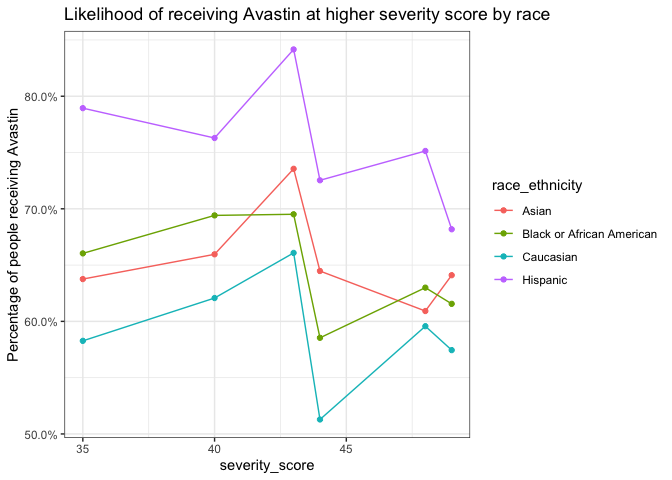 Likelihood of receiving Avastin at higher severity score by race
Percentage of people receiving Avastin
80.0%
70.0%
60.0%
50.0%
35
40
45
severity_score
race_ethnicity
Asian
Black or African American
Caucasian
Hispanic